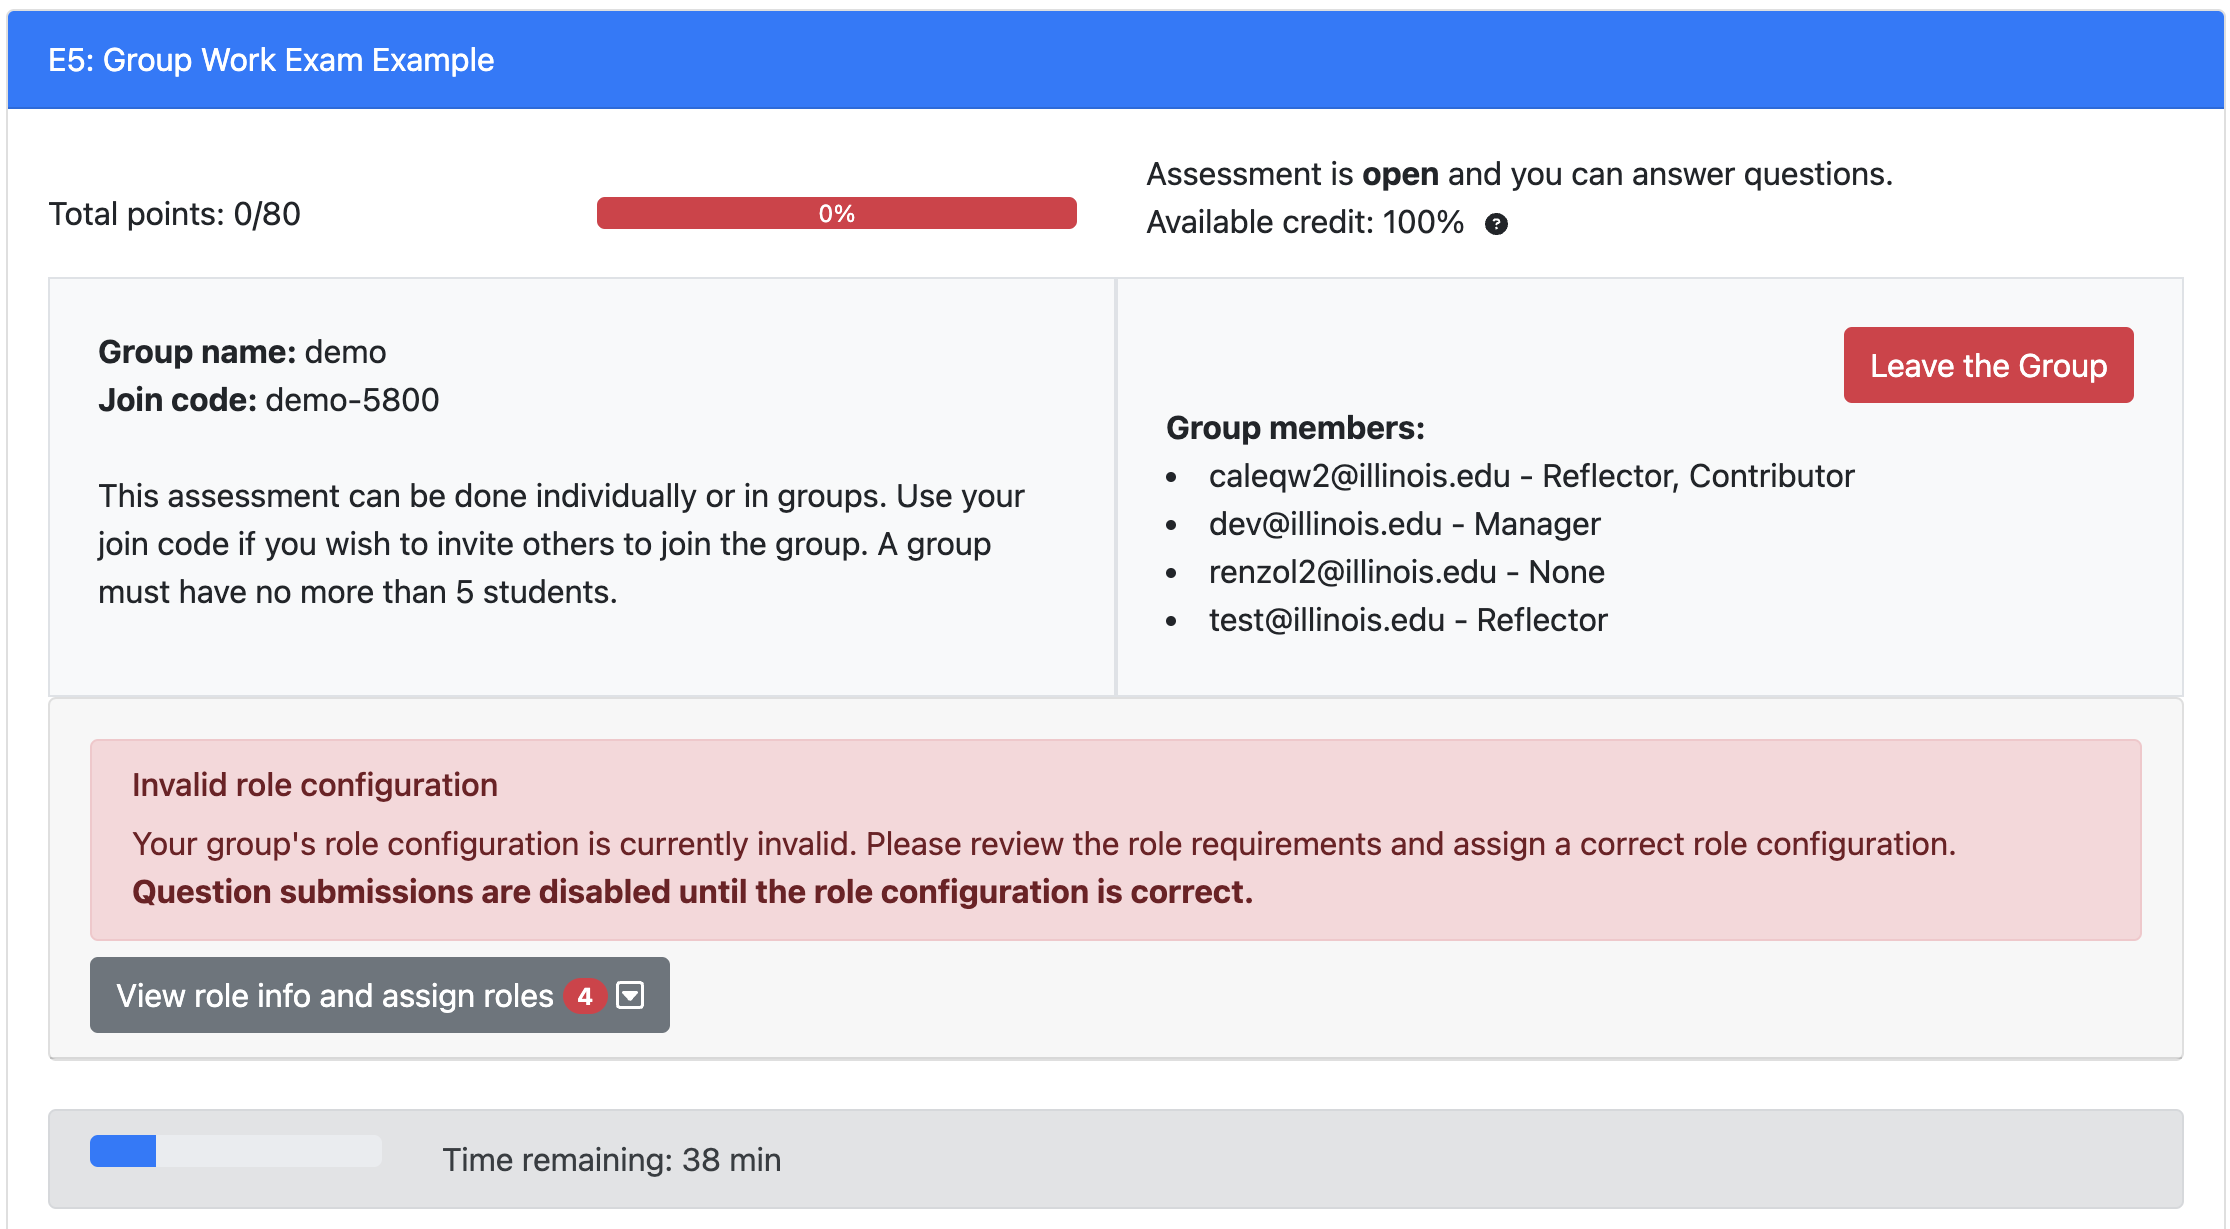 E5: Group Work Exam Example
Total points: 0/80
0%
Assessment is open and you can answer questions.
Available credit: 100% ?
Group name: demo
Join code: demo-5800
This assessment can be done individually or in groups. Use your
join code if you wish to invite others to join the group. A group
must have no more than 5 students.
Leave the Group
Group members:
• caleqw2@illinois.edu - Reflector, Contributor
• dev@illinois.edu - Manager
• renzol2@illinois.edu - None
• test@illinois.edu - Reflector
Invalid role configuration
Your group's role configuration is currently invalid. Please review the role requirements and assign a correct role configuration.
Question submissions are disabled until the role configuration is correct.
View role info and assign roles 4
Time remaining: 38 min